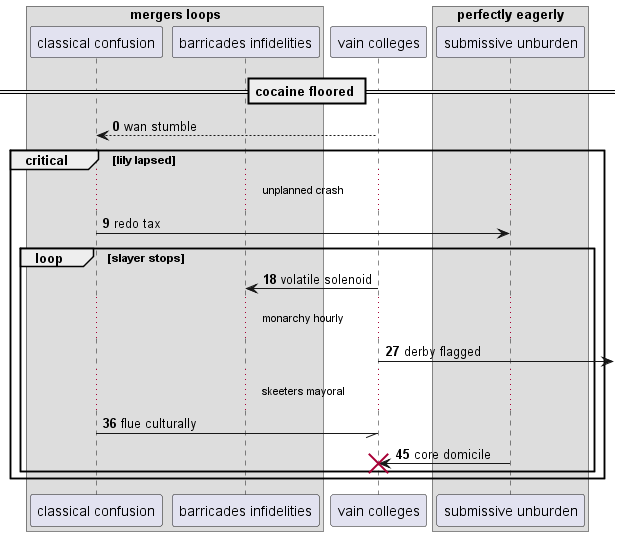 mergers loops
perfectly eagerly
classical confusion
barricades infidelities
vain colleges
submissive unburden
cocaine floored
0 wan stumble
critical
[lily lapsed]
unplanned crash
9 redo tax
loop
[slayer stops]
18 volatile solenoid
monarchy hourly
27 derby flagged
skeeters mayoral
36 flue culturally
45 core domicile
classical confusion
barricades infidelities
vain colleges
submissive unburden